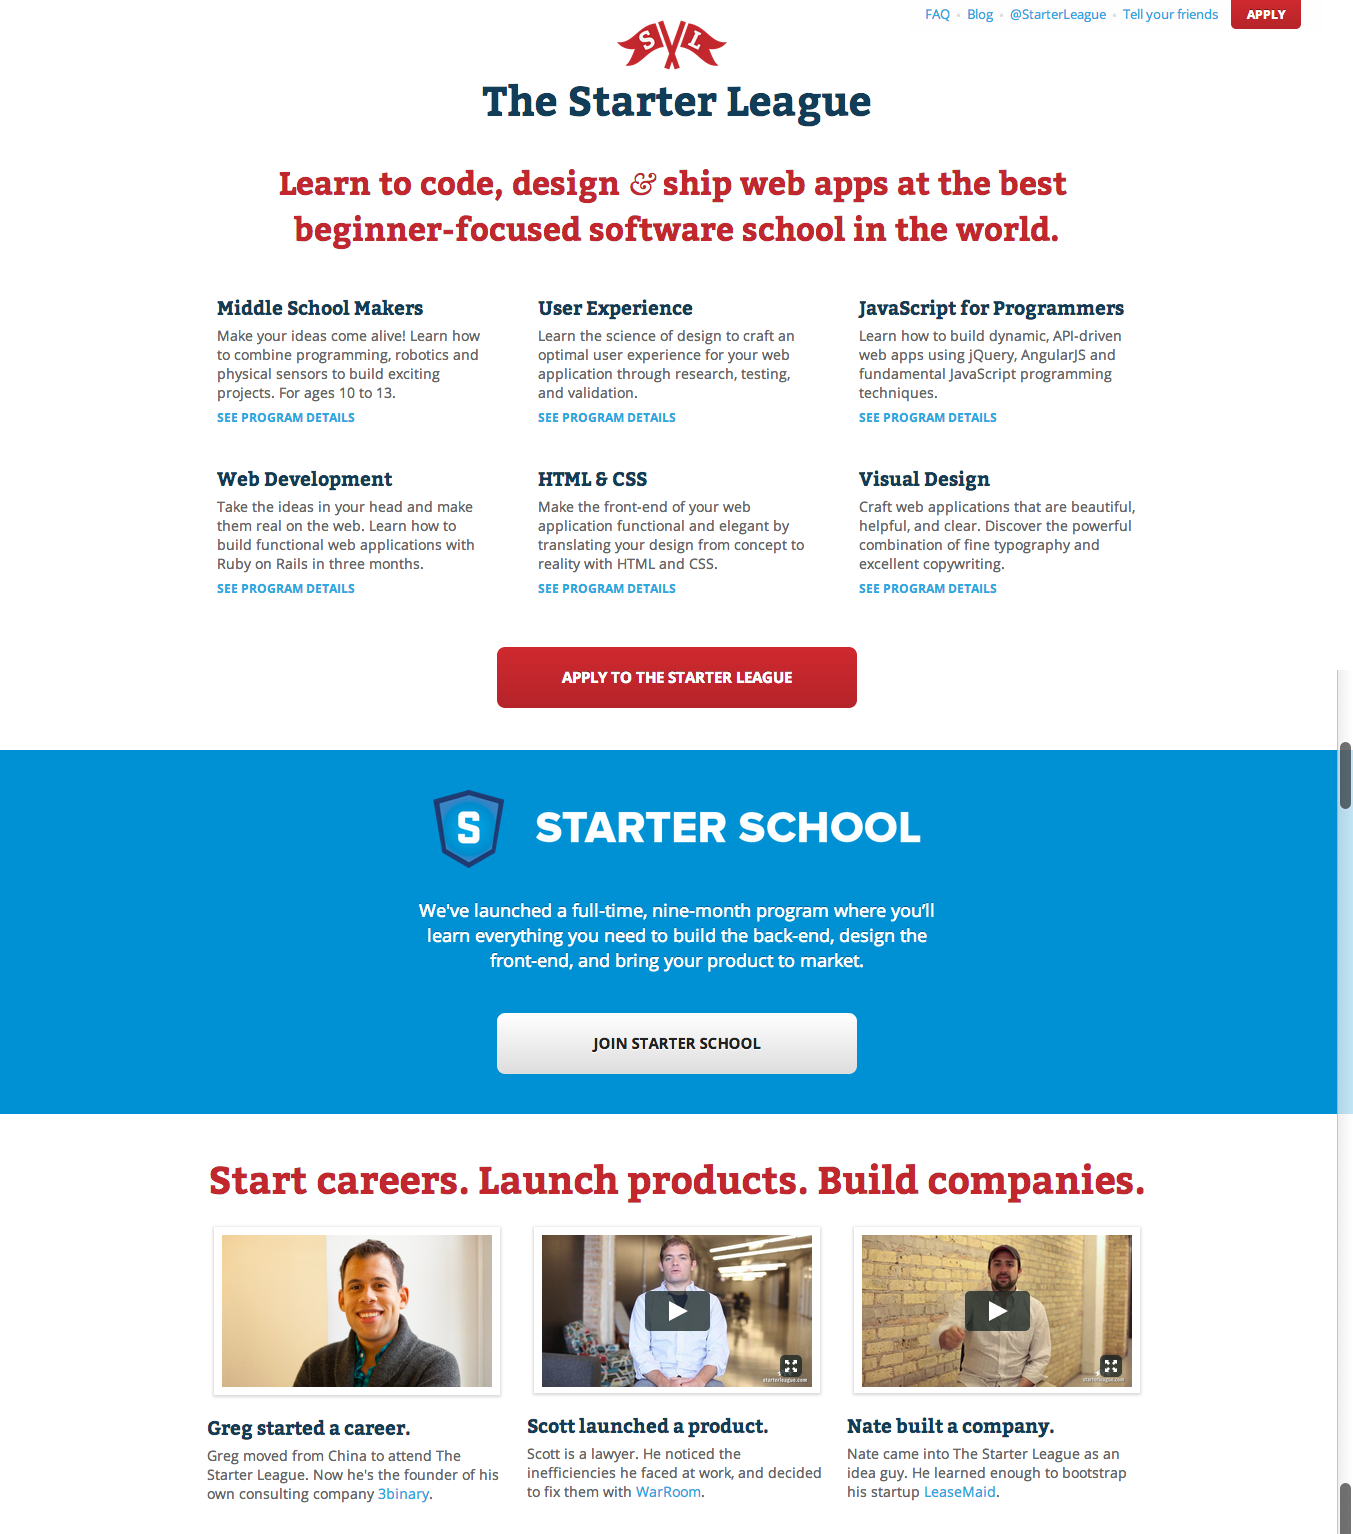 FAQ • Blog • @StarterLeague • Tell your friends APPLY
S L
The Starter League
Learn to code, design & ship web apps at the best
beginner-focused software school in the world.
Middle School Makers
Make your ideas come alive! Learn how
to combine programming, robotics and
physical sensors to build exciting
projects. For ages 10 to 13.
SEE PROGRAM DETAILS
User Experience
Learn the science of design to craft an
optimal user experience for your web
application through research, testing,
and validation.
SEE PROGRAM DETAILS
JavaScript for Programmers
Learn how to build dynamic, API-driven
web apps using jQuery, AngularJS and
fundamental JavaScript programming
techniques.
SEE PROGRAM DETAILS
Web Development
Take the ideas in your head and make
them real on the web. Learn how to
build functional web applications with
Ruby on Rails in three months.
SEE PROGRAM DETAILS
HTML & CSS
Make the front-end of your web
application functional and elegant by
translating your design from concept to
reality with HTML and CSS.
SEE PROGRAM DETAILS
Visual Design
Craft web applications that are beautiful,
helpful, and clear. Discover the powerful
combination of fine typography and
excellent copywriting.
SEE PROGRAM DETAILS
APPLY TO THE STARTER LEAGUE
S
STARTER SCHOOL
We've launched a full-time, nine-month program where you'll
learn everything you need to build the back-end, design the
front-end, and bring your product to market.
JOIN STARTER SCHOOL
Start careers. Launch products. Build companies.
Greg started a career.
Greg moved from China to attend The
Starter League. Now he's the founder of his
own consulting company 3binary.
starterleague.com
Scott launched a product.
Scott is a lawyer. He noticed the
inefficiencies he faced at work, and decided
to fix them with WarRoom.
starterleague.com
Nate built a company.
Nate came into The Starter League as an
idea guy. He learned enough to bootstrap
his startup LeaseMaid.